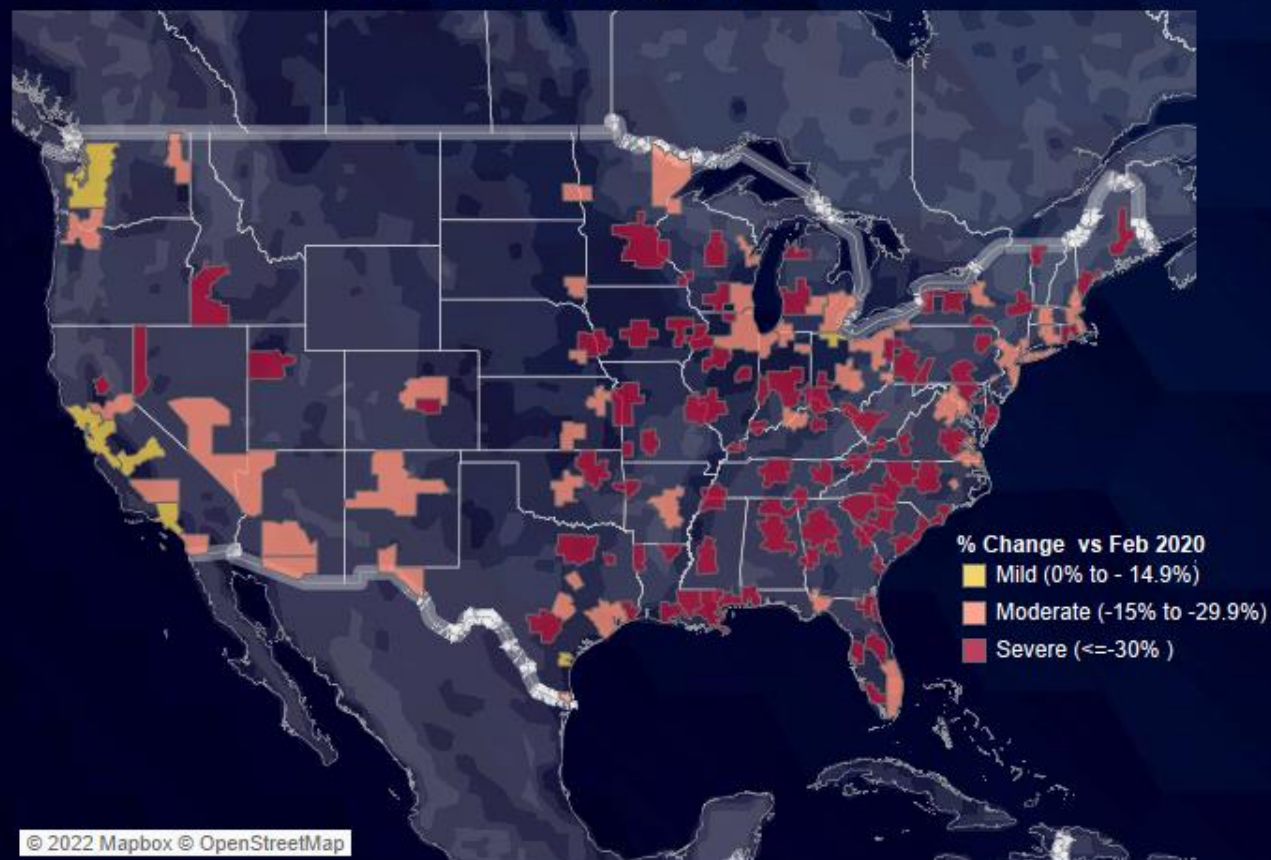 % Change vs Feb 2020
Mild (0% to - 14.9%)
Moderate (-15% to -29.9%)
Severe (<=-30% )
© 2022 Mapbox © OpenStreetMap